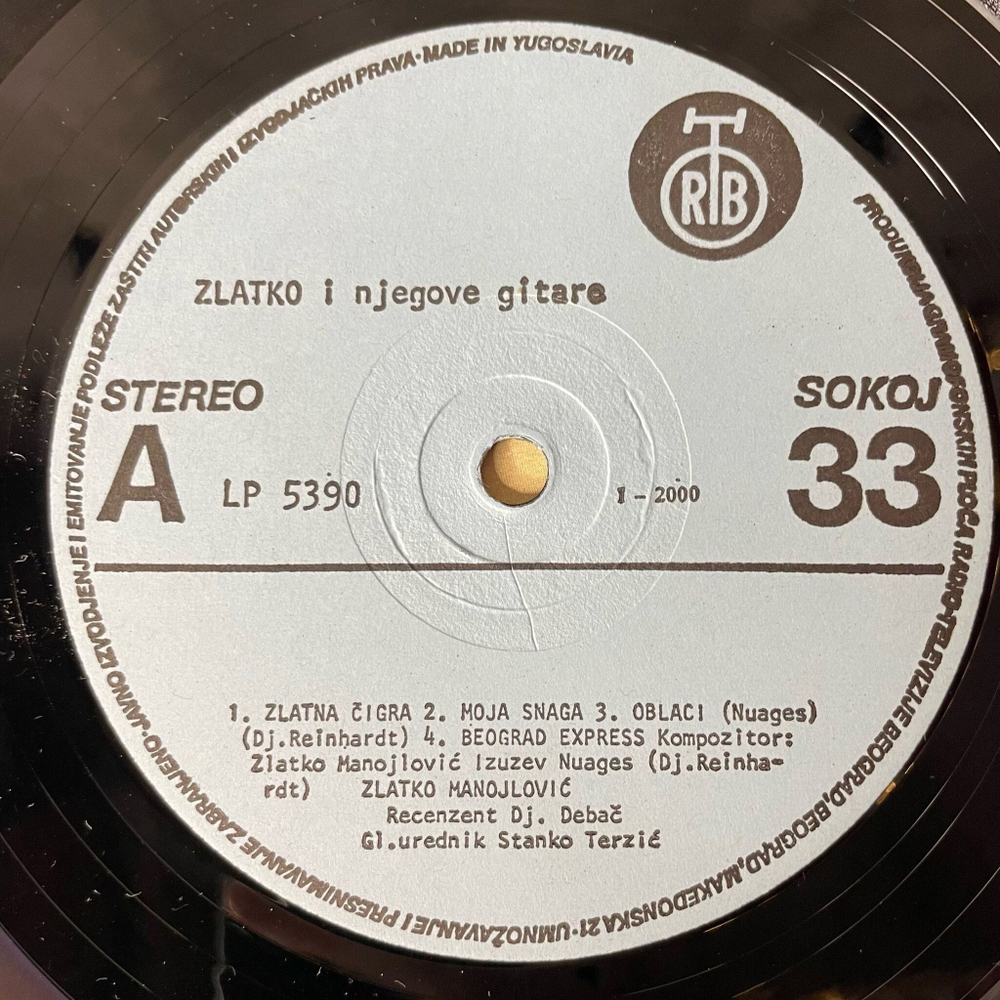 PODLEŽE ZAŠTITI AUTORSKIH I IZVODJAČKIH PRAVA·MADE IN YUGOSLAVIA
RTB
ZLATKO i njegove gitare
STEREO
SOKOJ
A
LP 5390
I - 2000
33
1. ZLATNA ČIGRA 2. MOJA SNAGA 3. OBLACI (Nuages)
(Dj.Reinhardt) 4. BEOGRAD EXPRESS Kompozitor:
Zlatko Manojlović Izuzev Nuages (Dj.Reinha-
rdt) ZLATKO MANOJLOVIĆ
Recenzent Dj. Debač
Gl.urednik Stanko Terzić
PRODUKCIJA GRAMOFONSKIH PLOČA RADIO-TELEVIZIJE BEOGRAD, BEOGRAD, MAKEDONSKA 21·UMNOŽAVANJE I PRESNIMAVANJE ZABRANJENO·JAVNO IZVODJENJE I EMITOVANJE